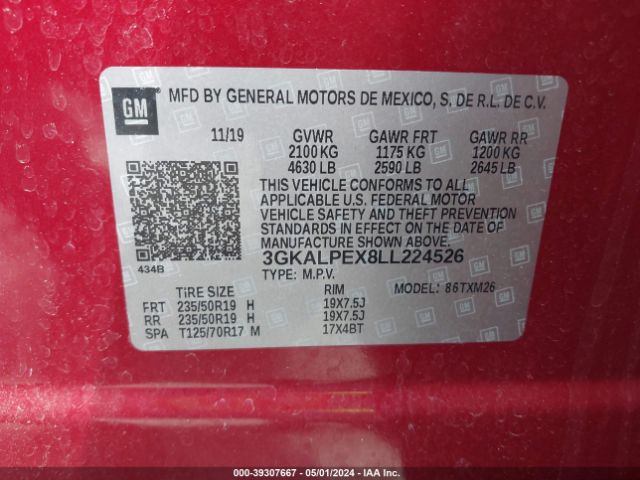 GM
MFD BY GENERAL MOTORS DE MEXICO, S. DE R.L. DE C.V.
11/19 GVWR GAWR FRT GAWR RR
2100 KG 1175 KG 1200 KG
4630 LB 2590 LB 2645 LB
THIS VEHICLE CONFORMS TO ALL
APPLICABLE U.S. FEDERAL MOTOR
VEHICLE SAFETY AND THEFT PREVENTION
STANDARDS IN EFFECT ON THE DATE OF
MANUFACTURE SHOWN ABOVE.
3GKALPEX8LL224526
434B
TYPE: M.P.V.
TIRE SIZE RIM MODEL: 86TXM26
FRT 235/50R19 H 19X7.5J
RR 235/50R19 H 19X7.5J
SPA T125/70R17 M 17X4BT
000-39307667 - 05/01/2024 - IAA Inc.